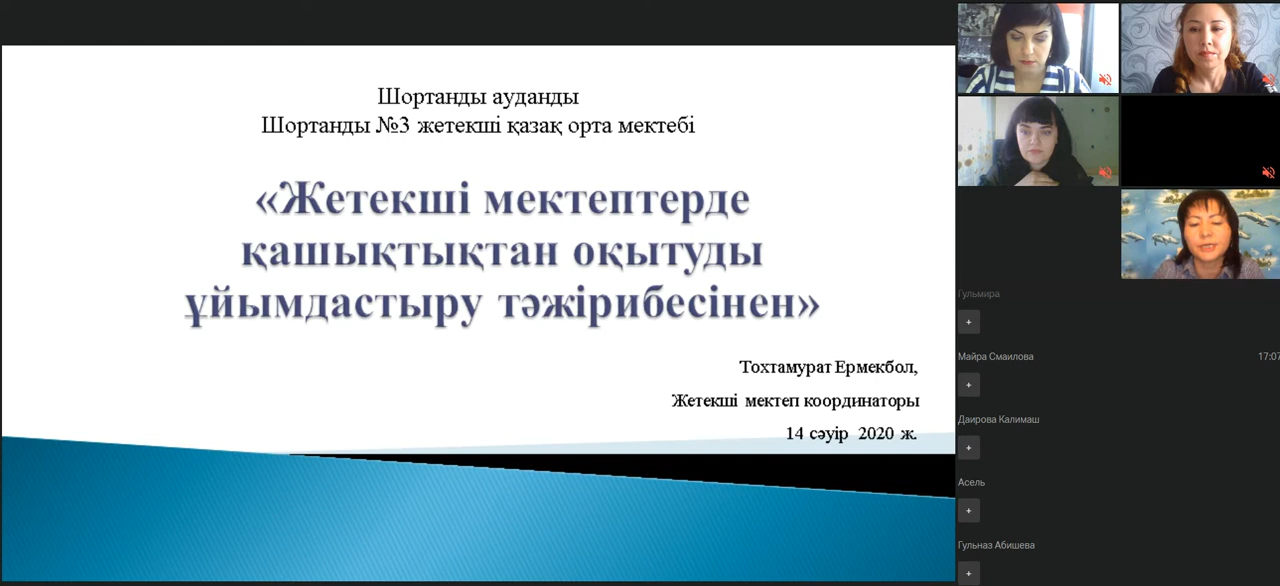 Шортанды ауданды
Шортанды №3 жетекші қазақ орта мектебі
«Жетекші мектептерде
қашықтықтан оқытуды
ұйымдастыру тәжірибесінен»
Тохтамурат Ермекбол,
Жетекші мектеп координаторы
14 сәуір 2020 ж.
Гульмира
+
Майра Смаилова 17:07
+
Даирова Калимаш
+
Асель
+
Гульназ Абишева
+